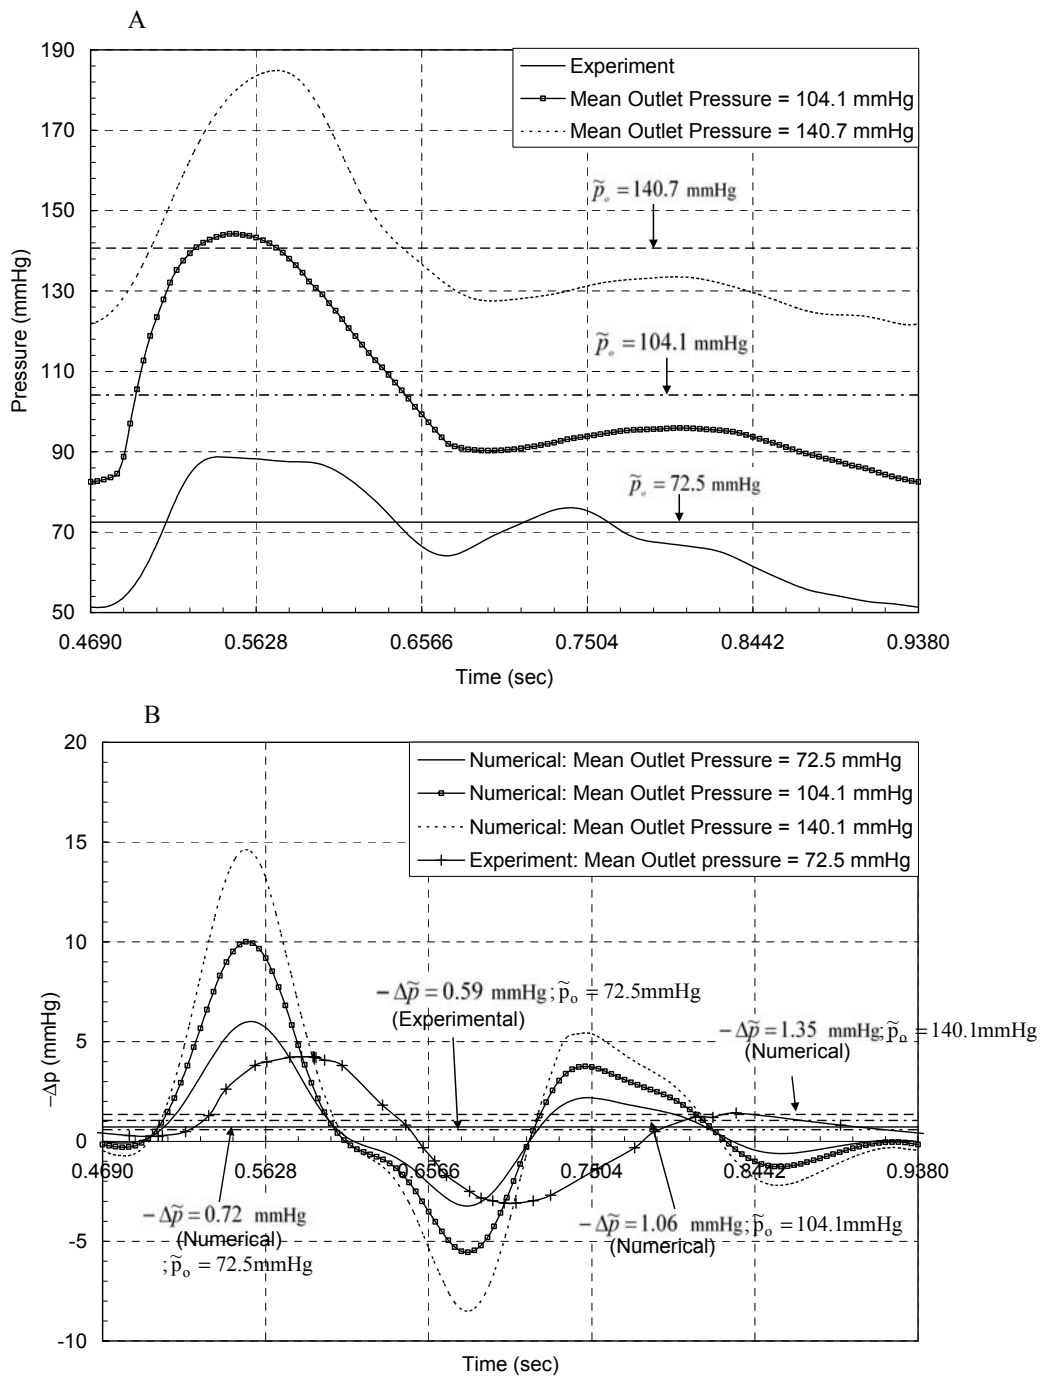 A
190
170
150
130
110
90
70
50
Pressure (mmHg)
Experiment
Mean Outlet Pressure = 104.1 mmHg
Mean Outlet Pressure = 140.7 mmHg
p̃ₒ = 140.7 mmHg
p̃ₒ = 104.1 mmHg
p̃ₒ = 72.5 mmHg
0.4690 0.5628 0.6566 0.7504 0.8442 0.9380
Time (sec)
B
20
15
10
5
0
-5
-10
−Δp (mmHg)
Numerical: Mean Outlet Pressure = 72.5 mmHg
Numerical: Mean Outlet Pressure = 104.1 mmHg
Numerical: Mean Outlet Pressure = 140.1 mmHg
Experiment: Mean Outlet pressure = 72.5 mmHg
− Δp̃ = 0.59 mmHg ; p̃ₒ = 72.5mmHg
(Experimental)
− Δp̃ = 1.35 mmHg; p̃ₒ = 140.1mmHg
(Numerical)
0.4690 0.5628 0.6566 0.7504 0.8442 0.9380
− Δp̃ = 0.72 mmHg
(Numerical)
; p̃ₒ = 72.5mmHg
− Δp̃ = 1.06 mmHg; p̃ₒ = 104.1mmHg
(Numerical)
Time (sec)